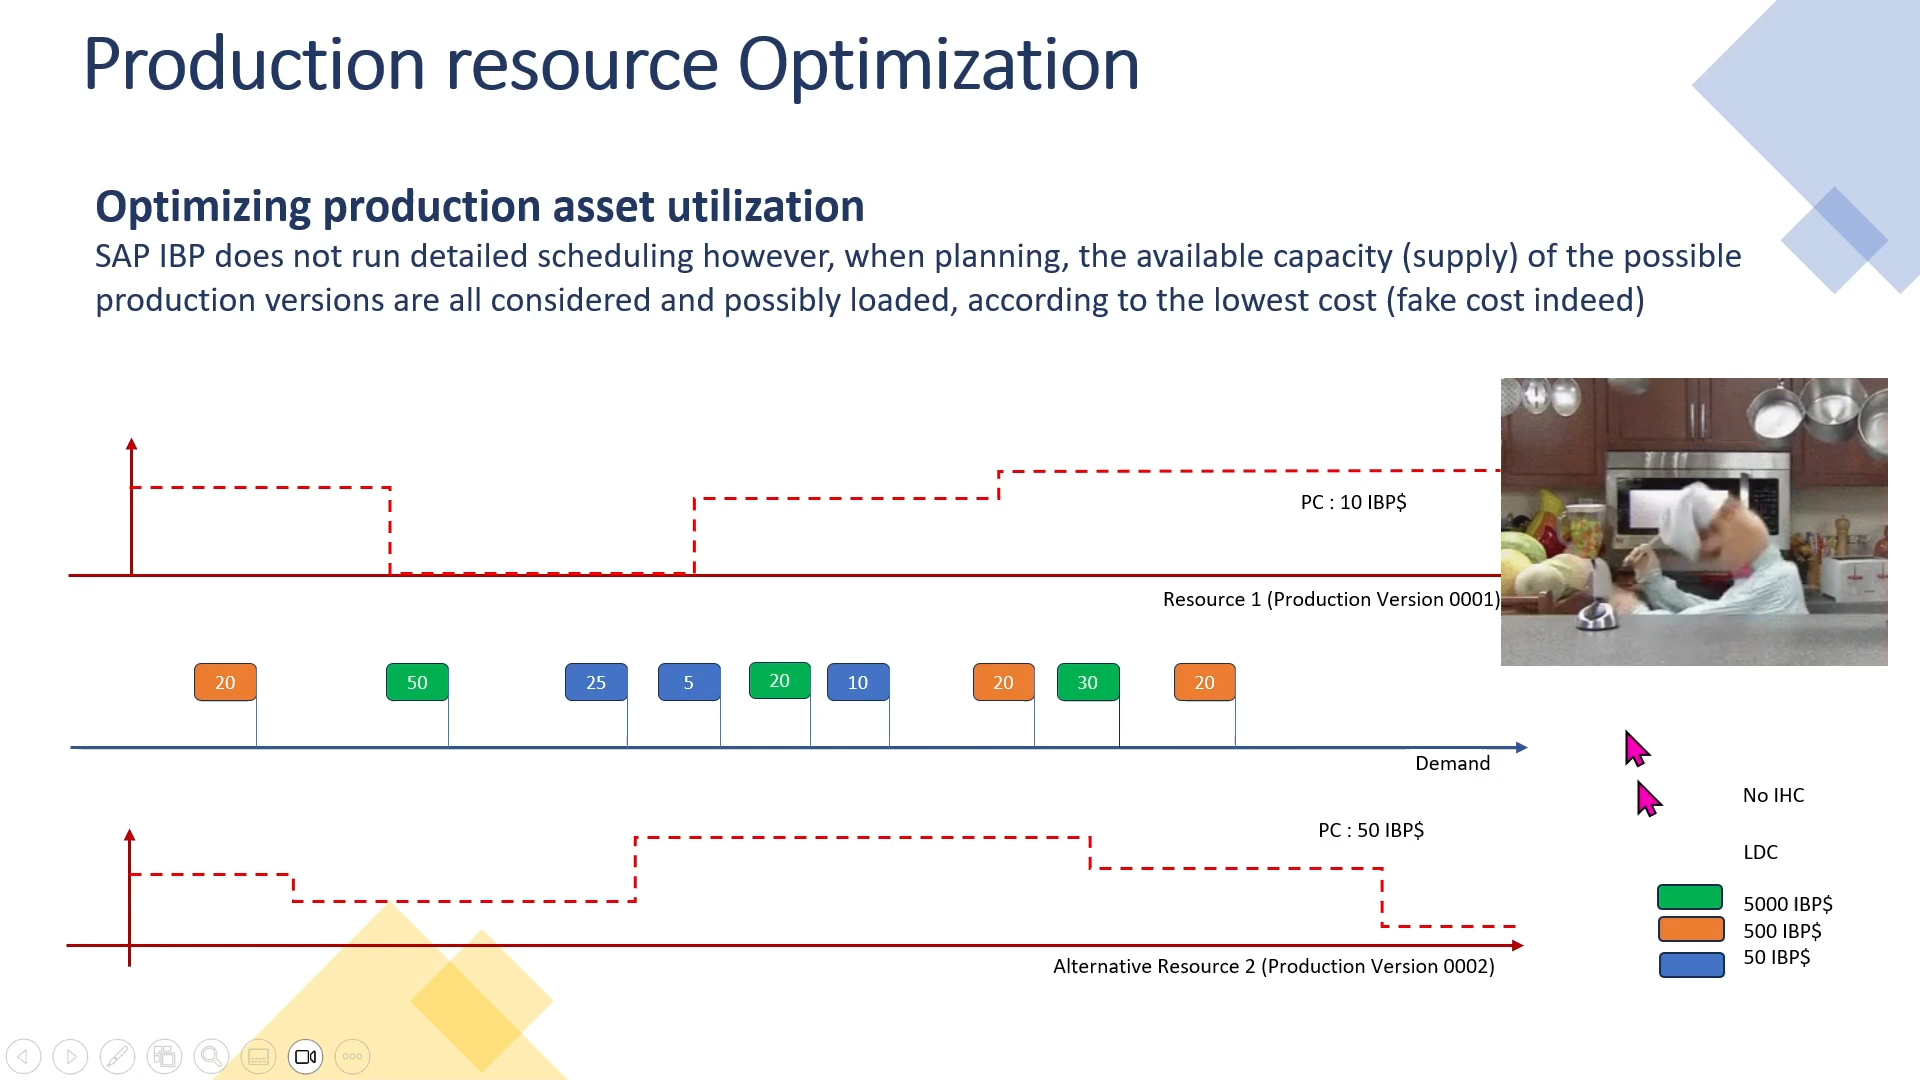 Production resource Optimization
Optimizing production asset utilization
SAP IBP does not run detailed scheduling however, when planning, the available capacity (supply) of the possible
production versions are all considered and possibly loaded, according to the lowest cost (fake cost indeed)
PC : 10 IBP$
Resource 1 (Production Version 0001)
20 50 25 5 20 10 20 30 20
Demand
No IHC
PC : 50 IBP$
LDC
5000 IBP$
500 IBP$
50 IBP$
Alternative Resource 2 (Production Version 0002)